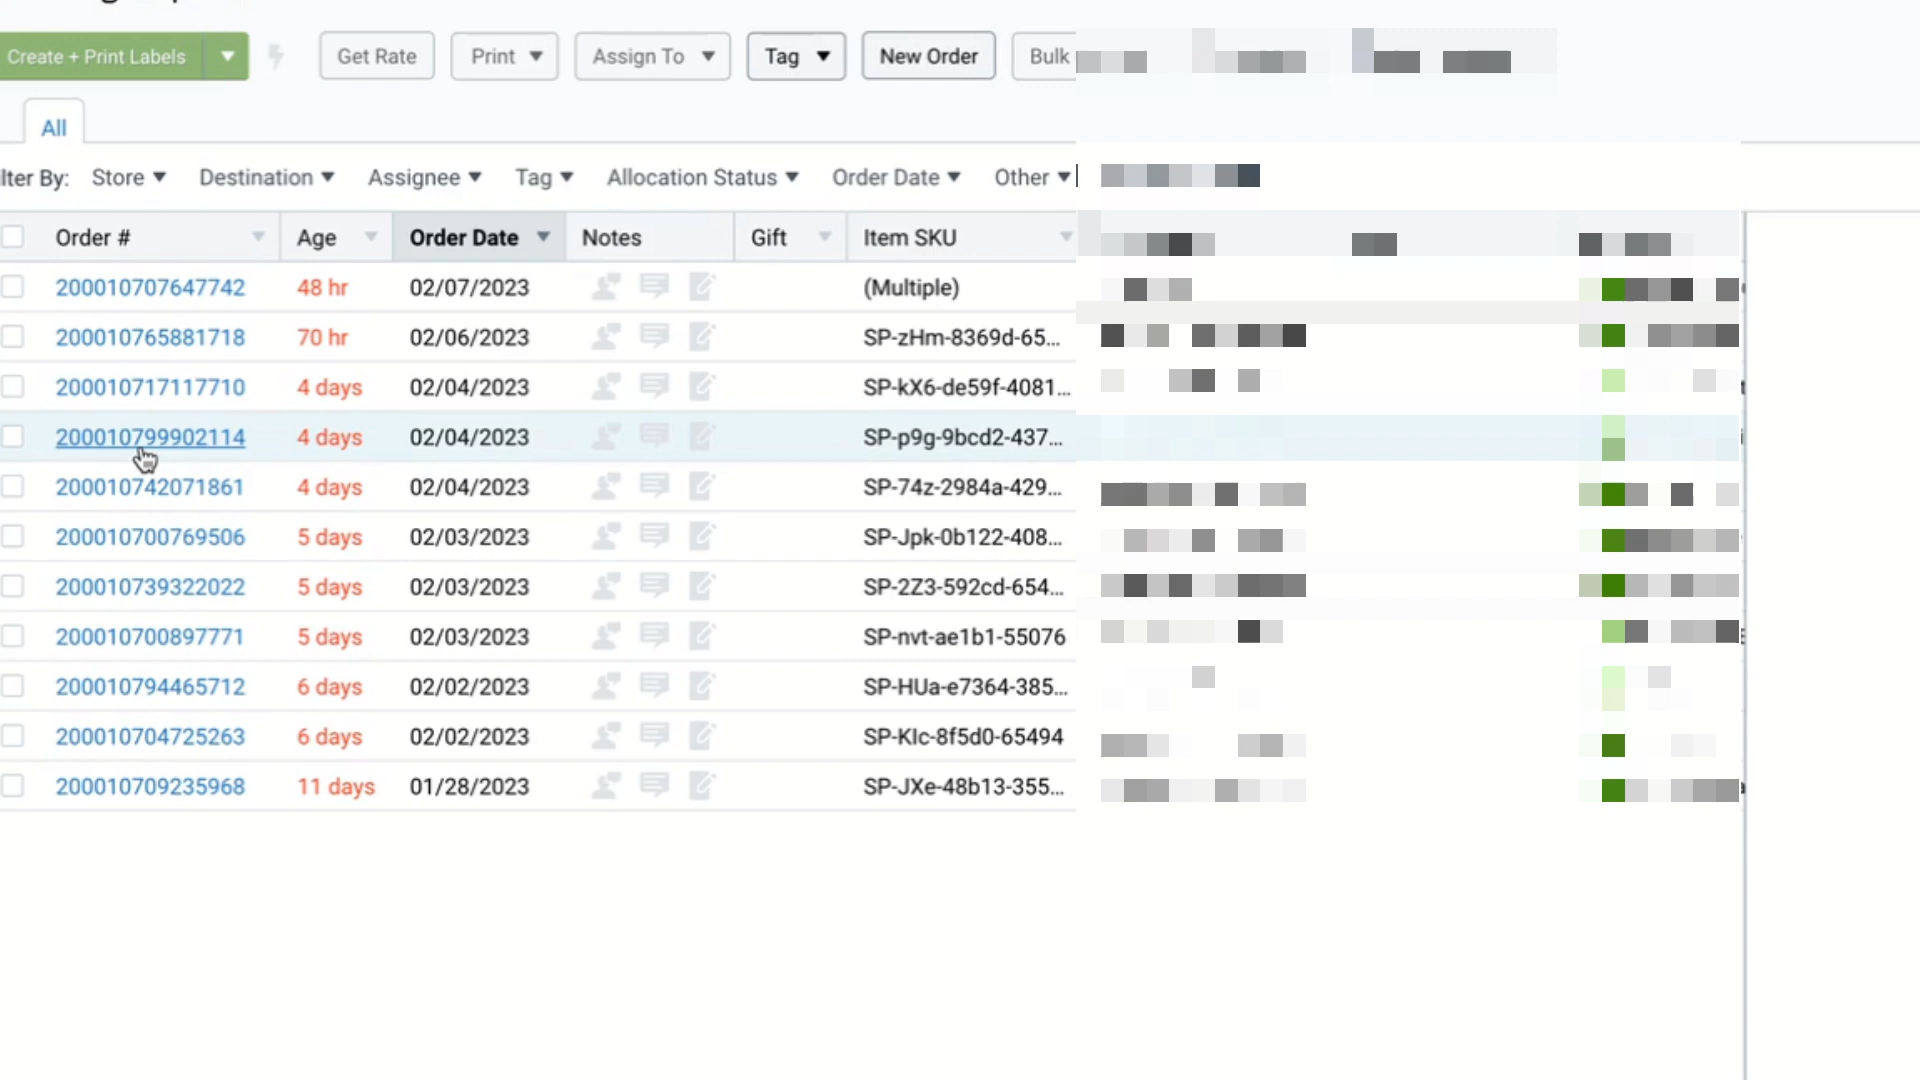 Create + Print Labels Get Rate Print Assign To Tag New Order Bulk
All
lter By: Store Destination Assignee Tag Allocation Status Order Date Other
Order # Age Order Date Notes Gift Item SKU
200010707647742 48 hr 02/07/2023 (Multiple)
200010765881718 70 hr 02/06/2023 SP-zHm-8369d-65...
200010717117710 4 days 02/04/2023 SP-kX6-de59f-4081...
200010799902114 4 days 02/04/2023 SP-p9g-9bcd2-437...
200010742071861 4 days 02/04/2023 SP-74z-2984a-429...
200010700769506 5 days 02/03/2023 SP-Jpk-0b122-408...
200010739322022 5 days 02/03/2023 SP-2Z3-592cd-654...
200010700897771 5 days 02/03/2023 SP-nvt-ae1b1-55076
200010794465712 6 days 02/02/2023 SP-HUa-e7364-385...
200010704725263 6 days 02/02/2023 SP-KIc-8f5d0-65494
200010709235968 11 days 01/28/2023 SP-JXe-48b13-355...